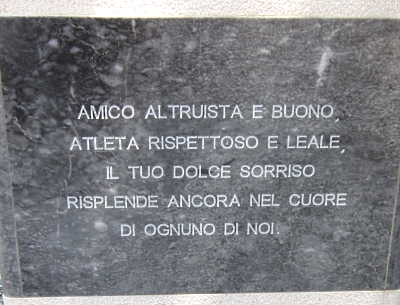 AMICO ALTRUISTA E BUONO,
ATLETA RISPETTOSO E LEALE,
IL TUO DOLCE SORRISO
RISPLENDE ANCORA NEL CUORE
DI OGNUNO DI NOI.